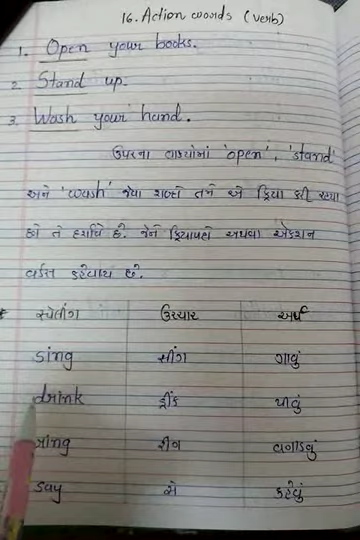 16. Action words (verb)
1. Open your books.
2. Stand up.
3. Wash your hand.
ઉપરના વાક્યોમાં 'open', 'stand'
અને 'wash' જેવા શબ્દો તમે એ ક્રિયા કરી રહ્યા
છો તે દર્શાવે છે. જેને ક્રિયાપદો અથવા એક્શન
વર્ડસ કહેવાય છે.
સ્પેલીંગ ઉચ્ચાર અર્થ
sing સીંગ ગાવું
drink ડ્રીંક પીવું
ring રીંગ વગાડવું
say સે કહેવું